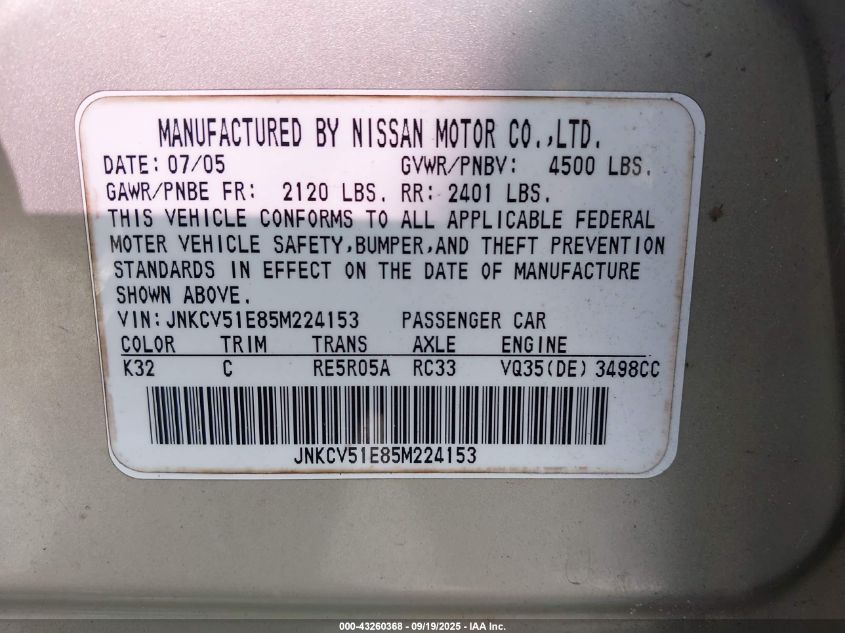 MANUFACTURED BY NISSAN MOTOR CO.,LTD.
DATE: 07/05 GVWR/PNBV: 4500 LBS.
GAWR/PNBE FR: 2120 LBS. RR: 2401 LBS.
THIS VEHICLE CONFORMS TO ALL APPLICABLE FEDERAL
MOTER VEHICLE SAFETY,BUMPER,AND THEFT PREVENTION
STANDARDS IN EFFECT ON THE DATE OF MANUFACTURE
SHOWN ABOVE.
VIN: JNKCV51E85M224153 PASSENGER CAR
COLOR TRIM TRANS AXLE ENGINE
K32 C RE5R05A RC33 VQ35(DE) 3498CC
JNKCV51E85M224153
000-43260368 - 09/19/2025 - IAA Inc.